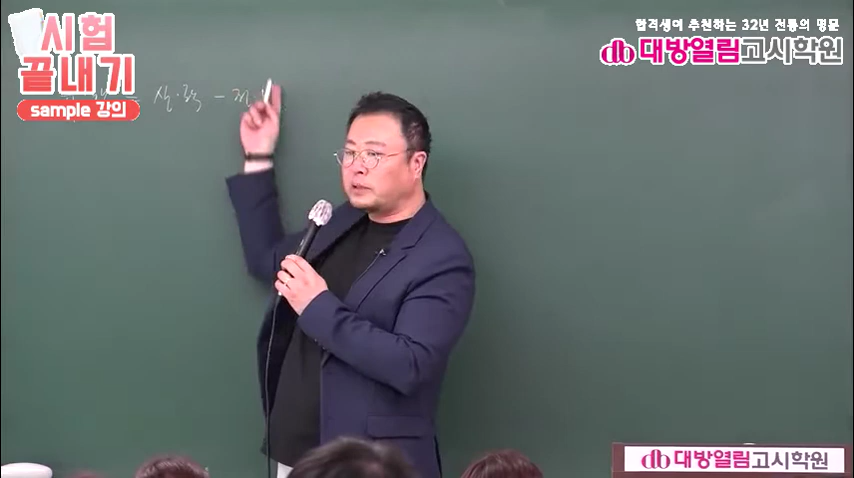 시험
끝내기
sample 강의
합격생이 추천하는 32년 전통의 명문
db 대방열림고시학원
db 대방열림고시학원